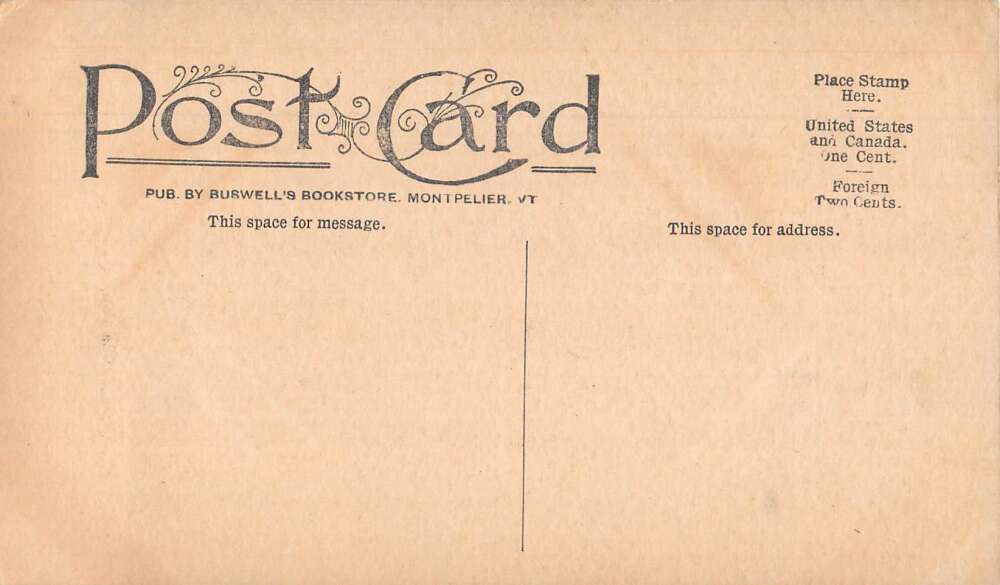 Post Card
PUB. BY BUSWELL'S BOOKSTORE. MONTPELIER, VT
This space for message.
Place Stamp
Here.
United States
and Canada.
One Cent.
Foreign
Two Cents.
This space for address.